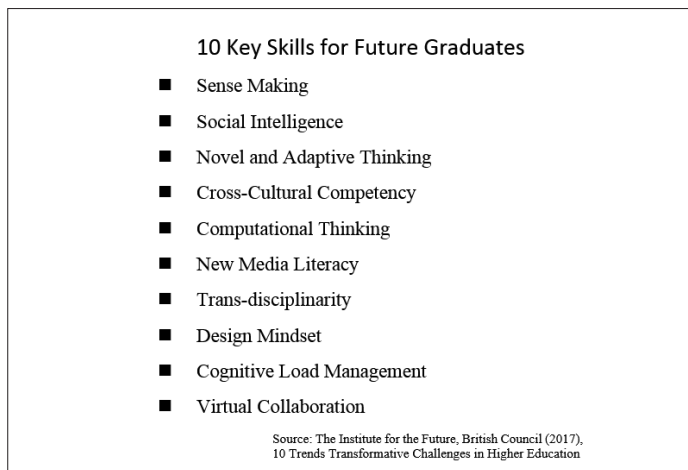 10 Key Skills for Future Graduates
■ Sense Making
■ Social Intelligence
■ Novel and Adaptive Thinking
■ Cross-Cultural Competency
■ Computational Thinking
■ New Media Literacy
■ Trans-disciplinarity
■ Design Mindset
■ Cognitive Load Management
■ Virtual Collaboration
Source: The Institute for the Future, British Council (2017),
10 Trends Transformative Challenges in Higher Education